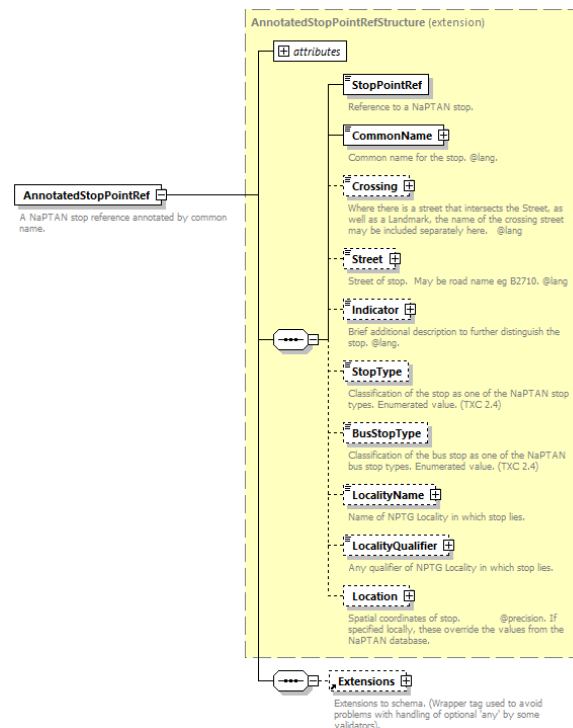 AnnotatedStopPointRefStructure (extension)
attributes
StopPointRef
Reference to a NaPTAN stop.
CommonName
Common name for the stop. @lang.
AnnotatedStopPointRef
A NaPTAN stop reference annotated by common
name.
Crossing
Where there is a street that intersects the Street, as
well as a Landmark, the name of the crossing street
may be included separately here. @lang
Street
Street of stop. May be road name eg B2710. @lang
Indicator
Brief additional description to further distinguish the
stop. @lang.
StopType
Classification of the stop as one of the NaPTAN stop
types. Enumerated value. (TXC 2.4)
BusStopType
Classification of the bus stop as one of the NaPTAN
bus stop types. Enumerated value. (TXC 2.4)
LocalityName
Name of NPTG Locality in which stop lies.
LocalityQualifier
Any qualifier of NPTG Locality in which stop lies.
Location
Spatial coordinates of stop. @precision. If
specified locally, these override the values from the
NaPTAN database.
Extensions
Extensions to schema. (Wrapper tag used to avoid
problems with handling of optional 'any' by some
validators).